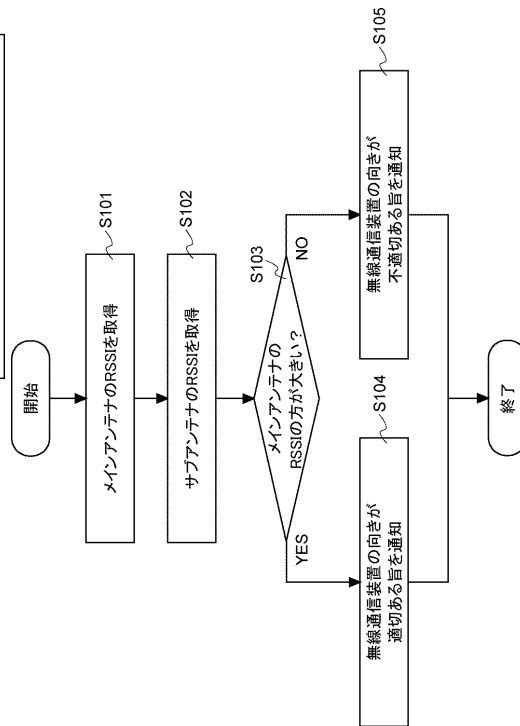 開始
メインアンテナのRSSIを取得
S101
サブアンテナのRSSIを取得
S102
メインアンテナの
RSSIの方が大きい？
S103
YES
NO
無線通信装置の向きが
適切ある旨を通知
S104
無線通信装置の向きが
不適切ある旨を通知
S105
終了